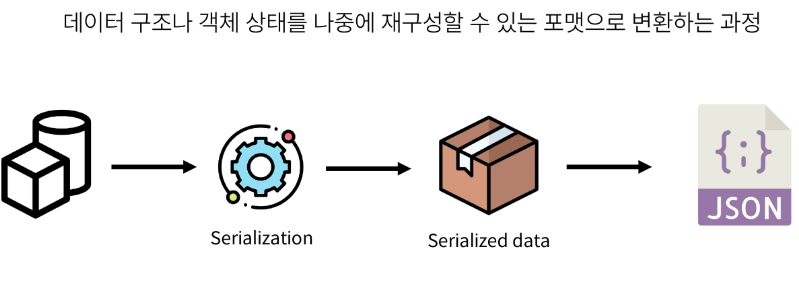 데이터 구조나 객체 상태를 나중에 재구성할 수 있는 포맷으로 변환하는 과정
{;}
Serialization
Serialized data
JSON